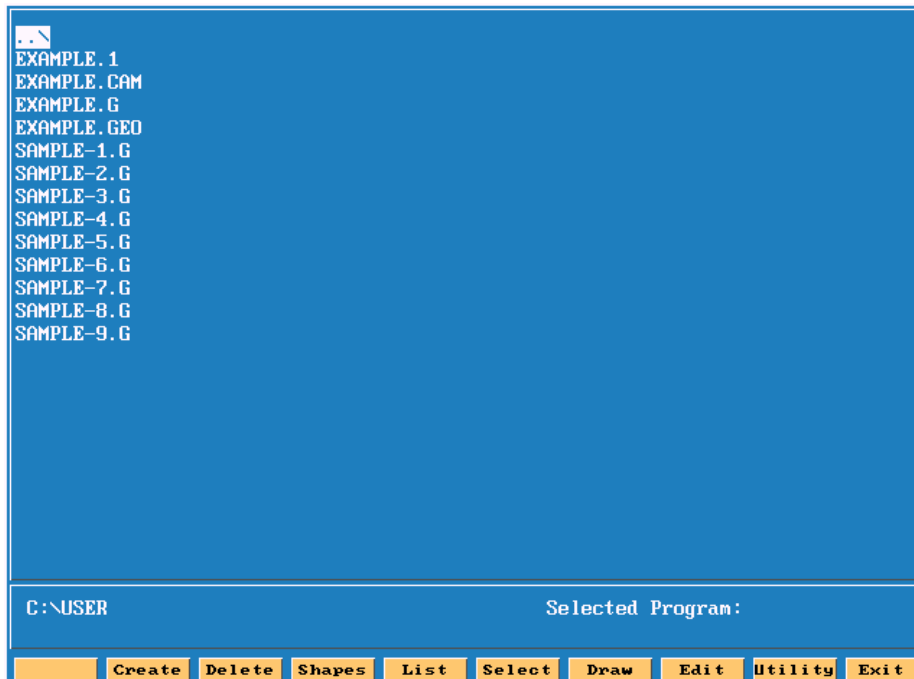 ..\
EXAMPLE.1
EXAMPLE.CAM
EXAMPLE.G
EXAMPLE.GEO
SAMPLE-1.G
SAMPLE-2.G
SAMPLE-3.G
SAMPLE-4.G
SAMPLE-5.G
SAMPLE-6.G
SAMPLE-7.G
SAMPLE-8.G
SAMPLE-9.G
C:\USER Selected Program:
Create Delete Shapes List Select Draw Edit Utility Exit